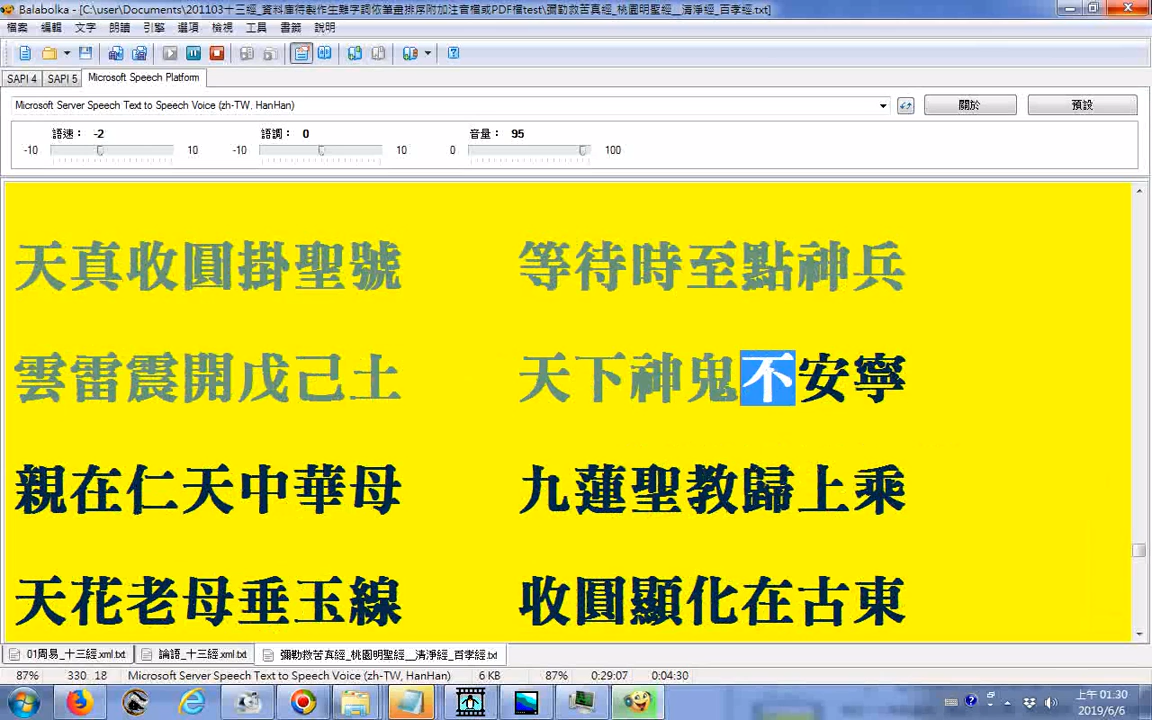 Balabolka - [C:\user\Documents\201103十三經_資料庫待製作生難字詞依筆畫排序附加注音檔或PDF檔test\彌勒救苦真經_桃園明聖經__清淨經_百孝經.txt]
檔案 編輯 文字 朗讀 引擎 選項 檢視 工具 書籤 說明
SAPI 4 SAPI 5 Microsoft Speech Platform
Microsoft Server Speech Text to Speech Voice (zh-TW, HanHan) 關於 預設
語速： -2 語調： 0 音量： 95
-10 10 -10 10 0 100
天真收圓掛聖號 等待時至點神兵
雲雷震開戊己土 天下神鬼不安寧
親在仁天中華母 九蓮聖教歸上乘
天花老母垂玉線 收圓顯化在古東
01周易_十三經.xml.txt 論語_十三經.xml.txt 彌勒救苦真經_桃園明聖經__清淨經_百孝經.txt
87% 330 18 Microsoft Server Speech Text to Speech Voice (zh-TW, HanHan) 6 KB 87% 0:29:07 0:04:30
上午 01:30
2019/6/6